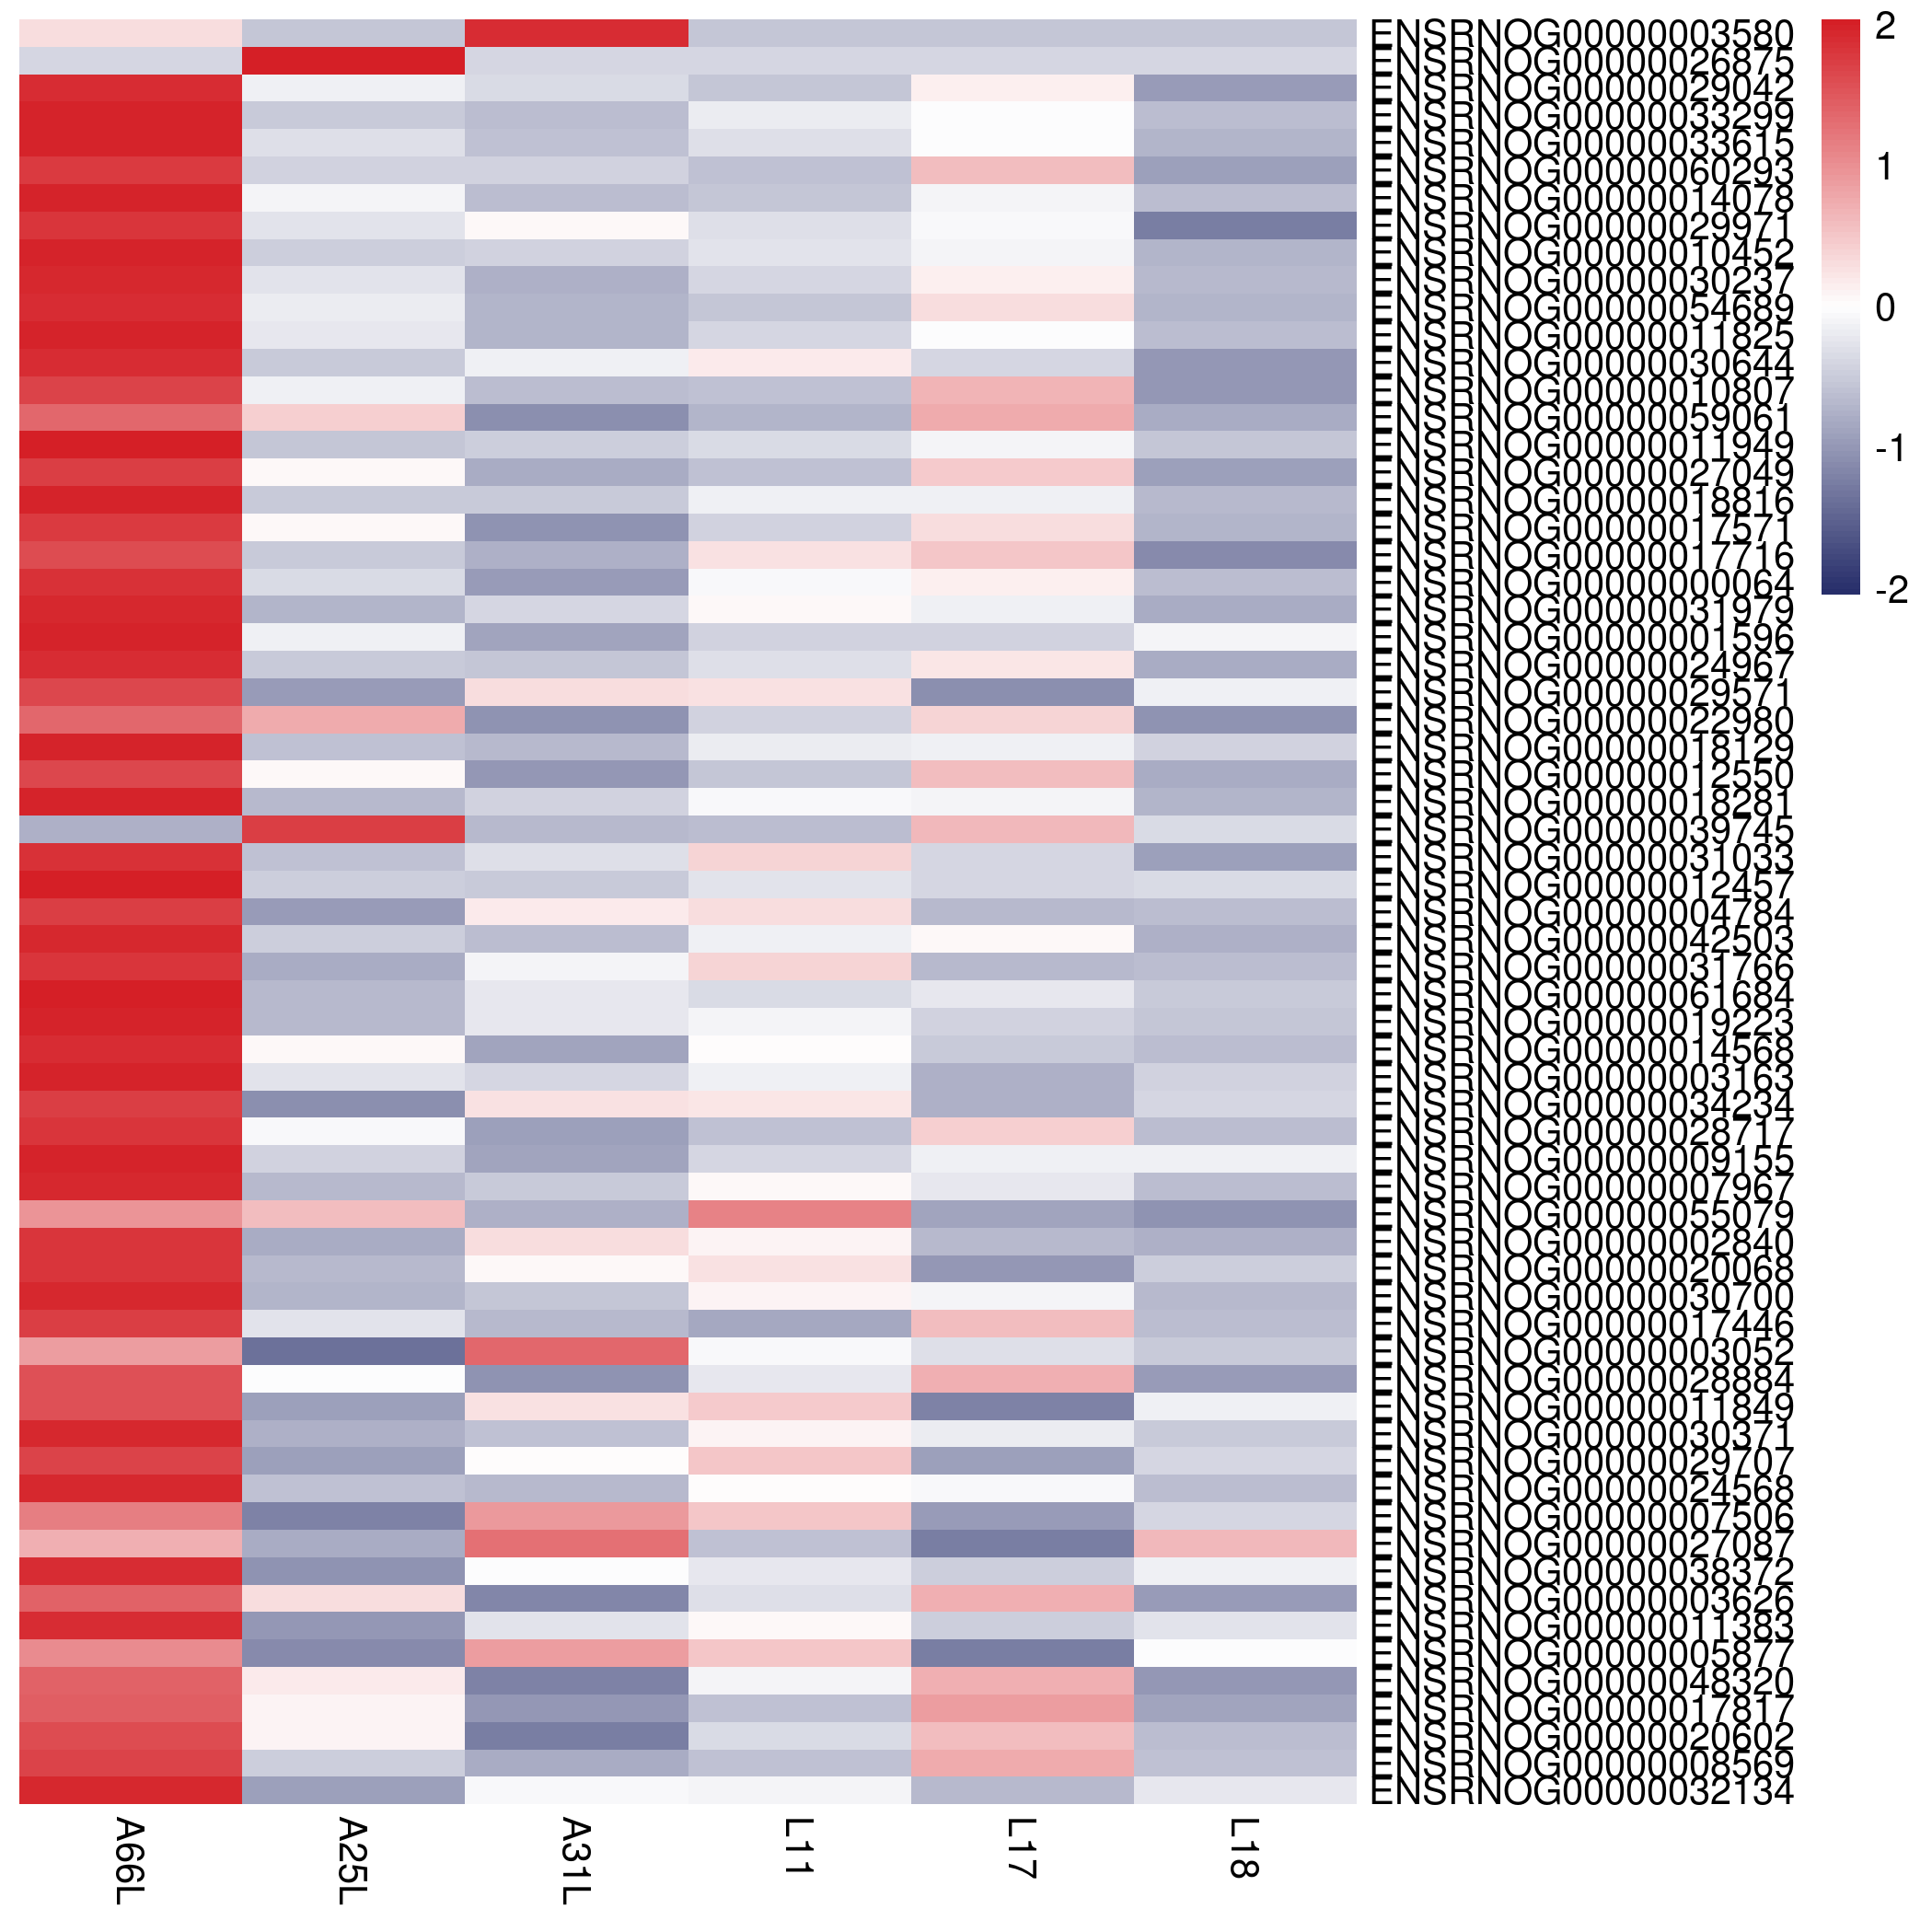 ENSRNOG00000003580
ENSRNOG00000026875
ENSRNOG00000029042
ENSRNOG00000033299
ENSRNOG00000033615
ENSRNOG00000060293
ENSRNOG00000014078
ENSRNOG00000029971
ENSRNOG00000010452
ENSRNOG00000030237
ENSRNOG00000054689
ENSRNOG00000011825
ENSRNOG00000030644
ENSRNOG00000010807
ENSRNOG00000059061
ENSRNOG00000011949
ENSRNOG00000027049
ENSRNOG00000018816
ENSRNOG00000017571
ENSRNOG00000017716
ENSRNOG00000000064
ENSRNOG00000031979
ENSRNOG00000001596
ENSRNOG00000024967
ENSRNOG00000029571
ENSRNOG00000022980
ENSRNOG00000018129
ENSRNOG00000012550
ENSRNOG00000018281
ENSRNOG00000039745
ENSRNOG00000031033
ENSRNOG00000012457
ENSRNOG00000004784
ENSRNOG00000042503
ENSRNOG00000031766
ENSRNOG00000061684
ENSRNOG00000019223
ENSRNOG00000014568
ENSRNOG00000003163
ENSRNOG00000034234
ENSRNOG00000028717
ENSRNOG00000009155
ENSRNOG00000007967
ENSRNOG00000055079
ENSRNOG00000002840
ENSRNOG00000020068
ENSRNOG00000030700
ENSRNOG00000017446
ENSRNOG00000003052
ENSRNOG00000028884
ENSRNOG00000011849
ENSRNOG00000030371
ENSRNOG00000029707
ENSRNOG00000024568
ENSRNOG00000007506
ENSRNOG00000027087
ENSRNOG00000038372
ENSRNOG00000003626
ENSRNOG00000011383
ENSRNOG00000005877
ENSRNOG00000048320
ENSRNOG00000017817
ENSRNOG00000020602
ENSRNOG00000008569
ENSRNOG00000032134
2
1
0
-1
-2
A66L
A25L
A31L
L11
L17
L18